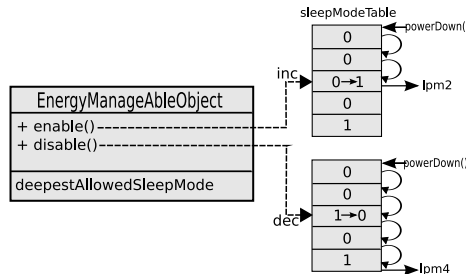 sleepModeTable
powerDown(
0
0
inc
0→1
lpm2
0
1
EnergyManageAbleObject
+ enable()
+ disable()
deepestAllowedSleepMode
powerDown()
0
0
1→0
dec
0
1
lpm4